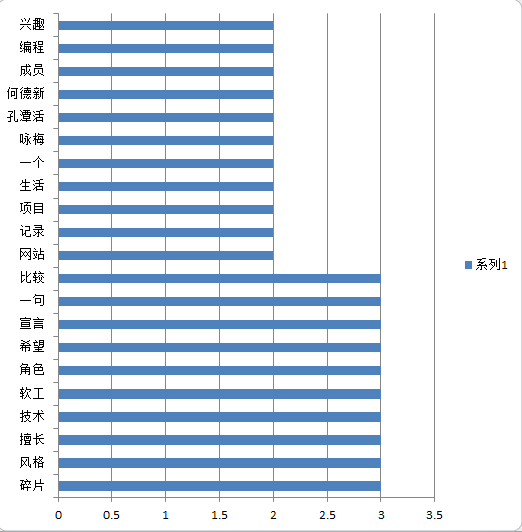 兴趣
编程
成员
何德新
孔潭活
咏梅
一个
生活
项目
记录
网站
比较
一句
宣言
希望
角色
软工
技术
擅长
风格
碎片
0 0.5 1 1.5 2 2.5 3 3.5
系列1